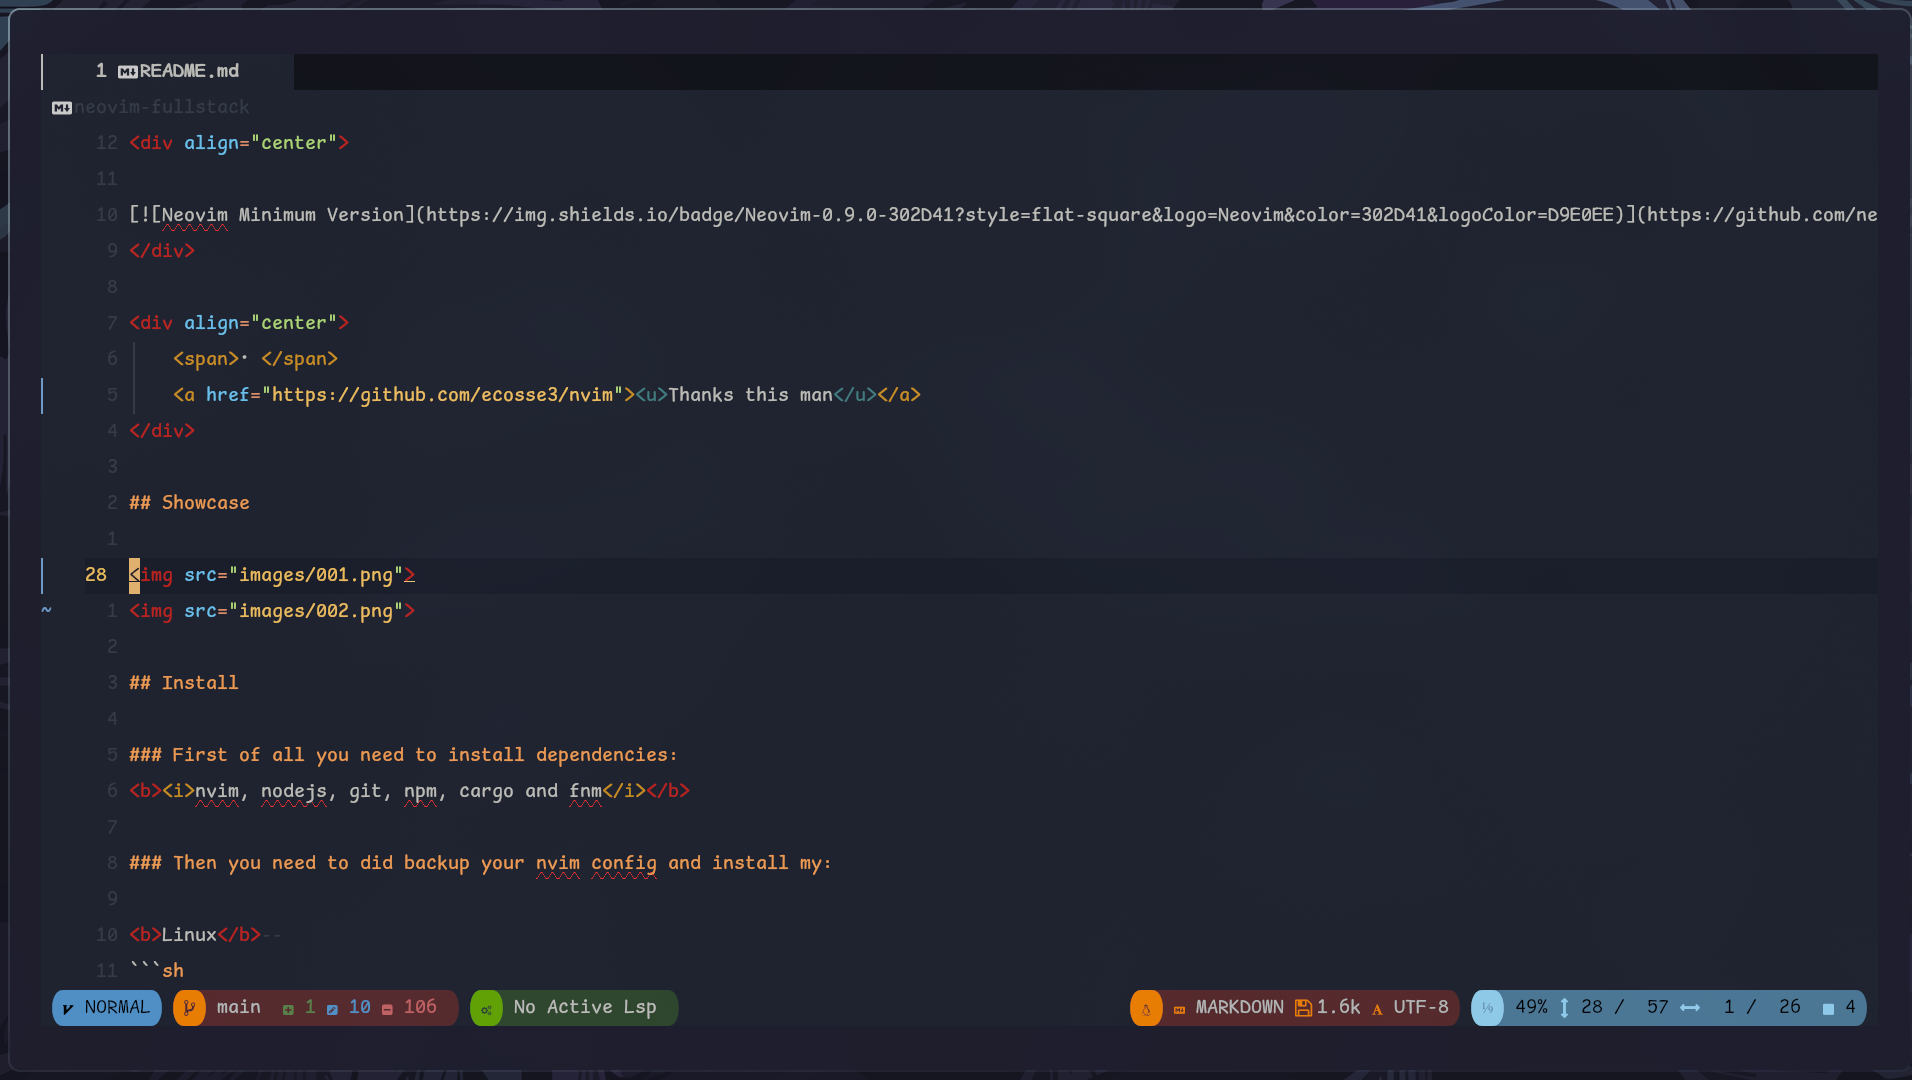 1 README.md
neovim-fullstack
12 <div align="center">
11
10 [![Neovim Minimum Version](https://img.shields.io/badge/Neovim-0.9.0-302D41?style=flat-square&logo=Neovim&color=302D41&logoColor=D9E0EE)](https://github.com/ne
9 </div>
8
7 <div align="center">
6     <span>• </span>
5     <a href="https://github.com/ecosse3/nvim"><u>Thanks this man</u></a>
4 </div>
3
2 ## Showcase
1
28 <img src="images/001.png">
~ 1 <img src="images/002.png">
2
3 ## Install
4
5 ### First of all you need to install dependencies:
6 <b><i>nvim, nodejs, git, npm, cargo and fnm</i></b>
7
8 ### Then you need to did backup your nvim config and install my:
9
10 <b>Linux</b>--
11 ```sh
NORMAL main 1 10 106 No Active Lsp MARKDOWN 1.6k UTF-8 49% 28 / 57 1 / 26 4